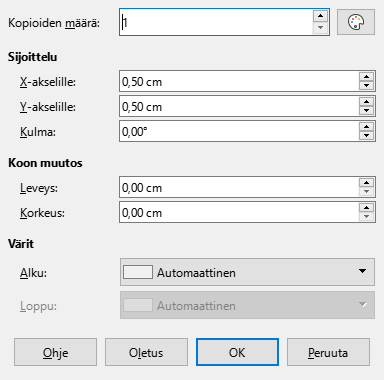 Kopioiden määrä: 1
Sijoittelu
X-akselille: 0,50 cm
Y-akselille: 0,50 cm
Kulma: 0,00°
Koon muutos
Leveys: 0,00 cm
Korkeus: 0,00 cm
Värit
Alku: Automaattinen
Loppu: Automaattinen
Ohje Oletus OK Peruuta